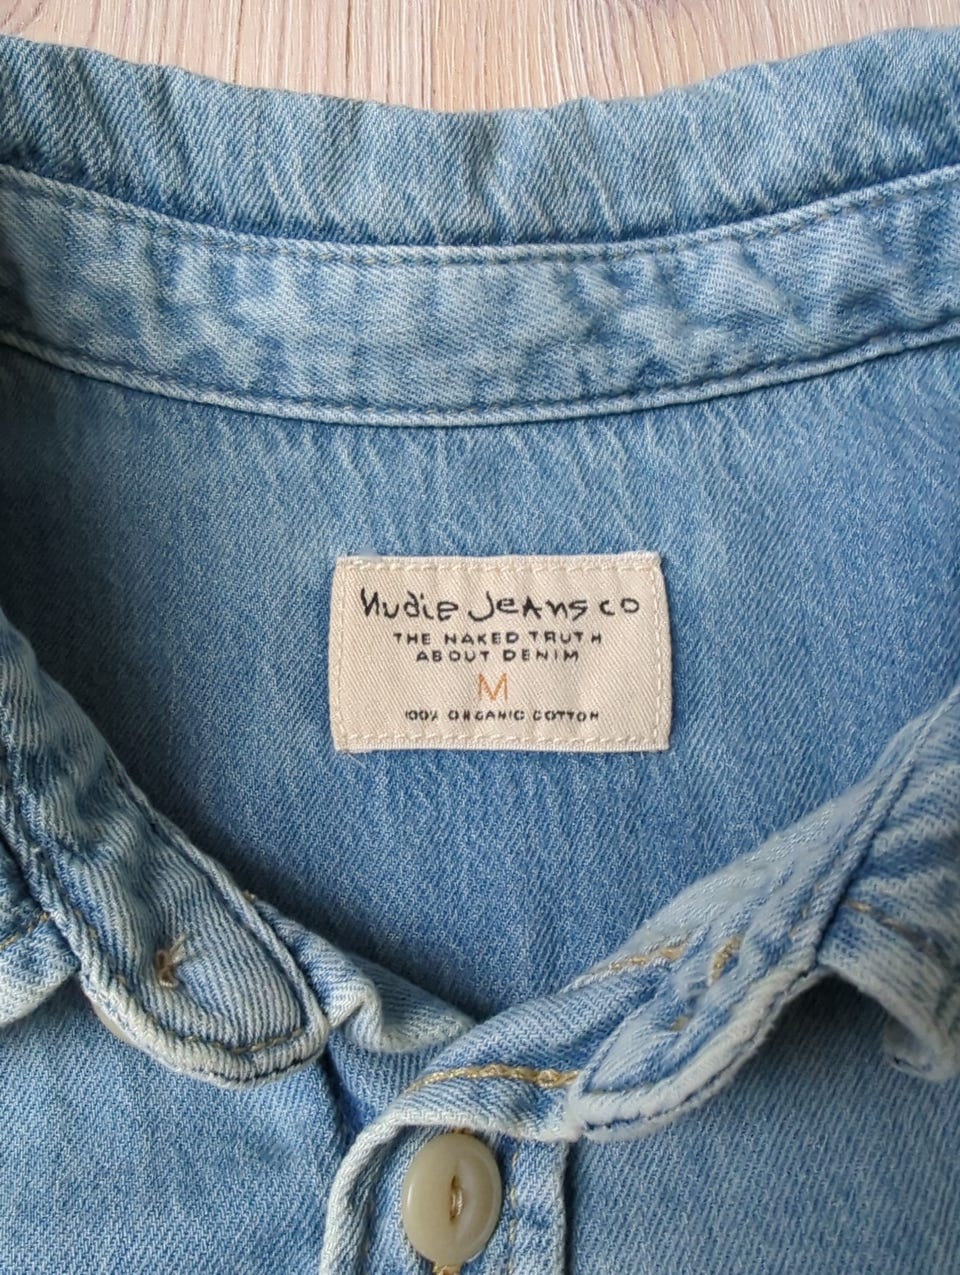 Nudie Jeans co
THE NAKED TRUTH
ABOUT DENIM
M
100% ORGANIC COTTON